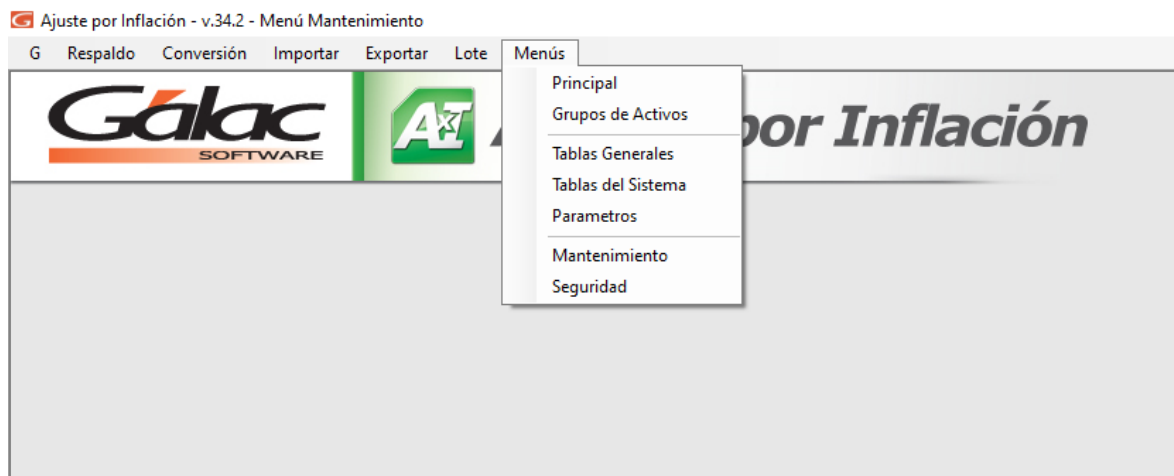 Ajuste por Inflación - v.34.2 - Menú Mantenimiento
G Respaldo Conversión Importar Exportar Lote Menús
Gálac
SOFTWARE
AxI
por Inflación
Principal
Grupos de Activos
Tablas Generales
Tablas del Sistema
Parametros
Mantenimiento
Seguridad